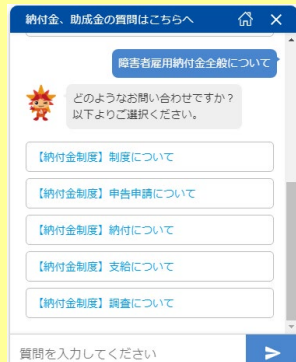 納付金、助成金の質問はこちらへ
障害者雇用納付金全般について
どのようなお問い合わせですか？
以下よりご選択ください。
【納付金制度】制度について
【納付金制度】申告申請について
【納付金制度】納付について
【納付金制度】支給について
【納付金制度】調査について
質問を入力してください